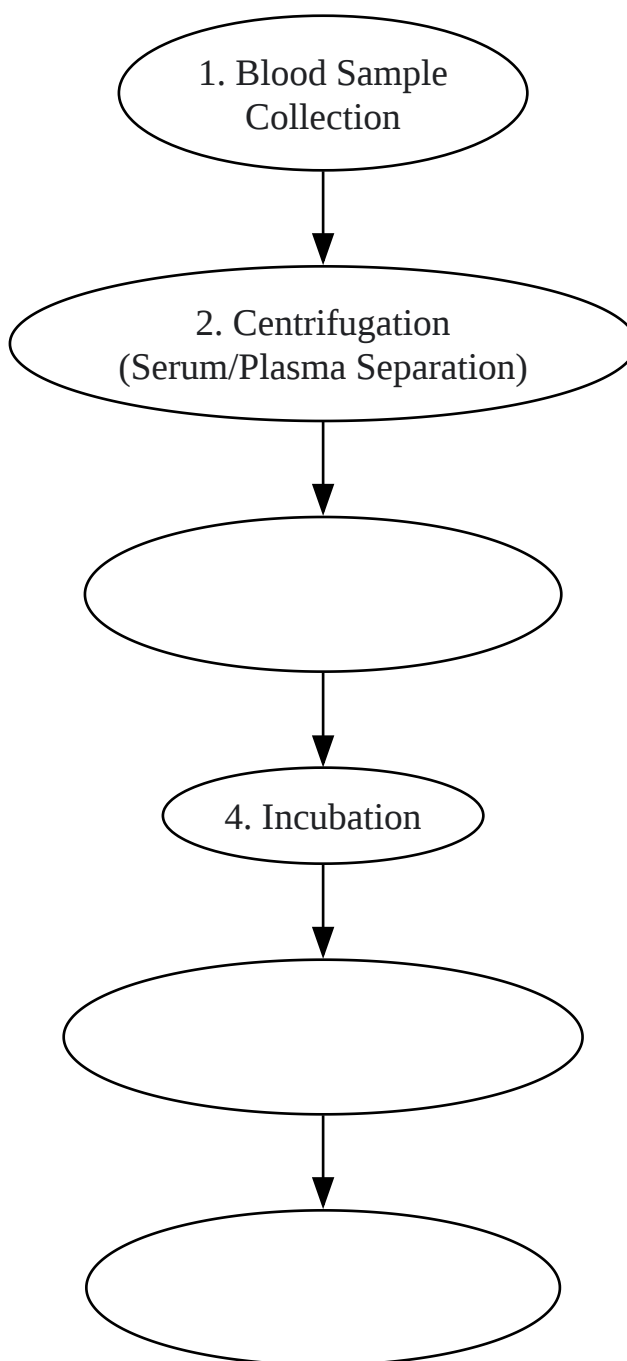 1. Blood Sample
Collection
2. Centrifugation
(Serum/Plasma Separation)
4. Incubation